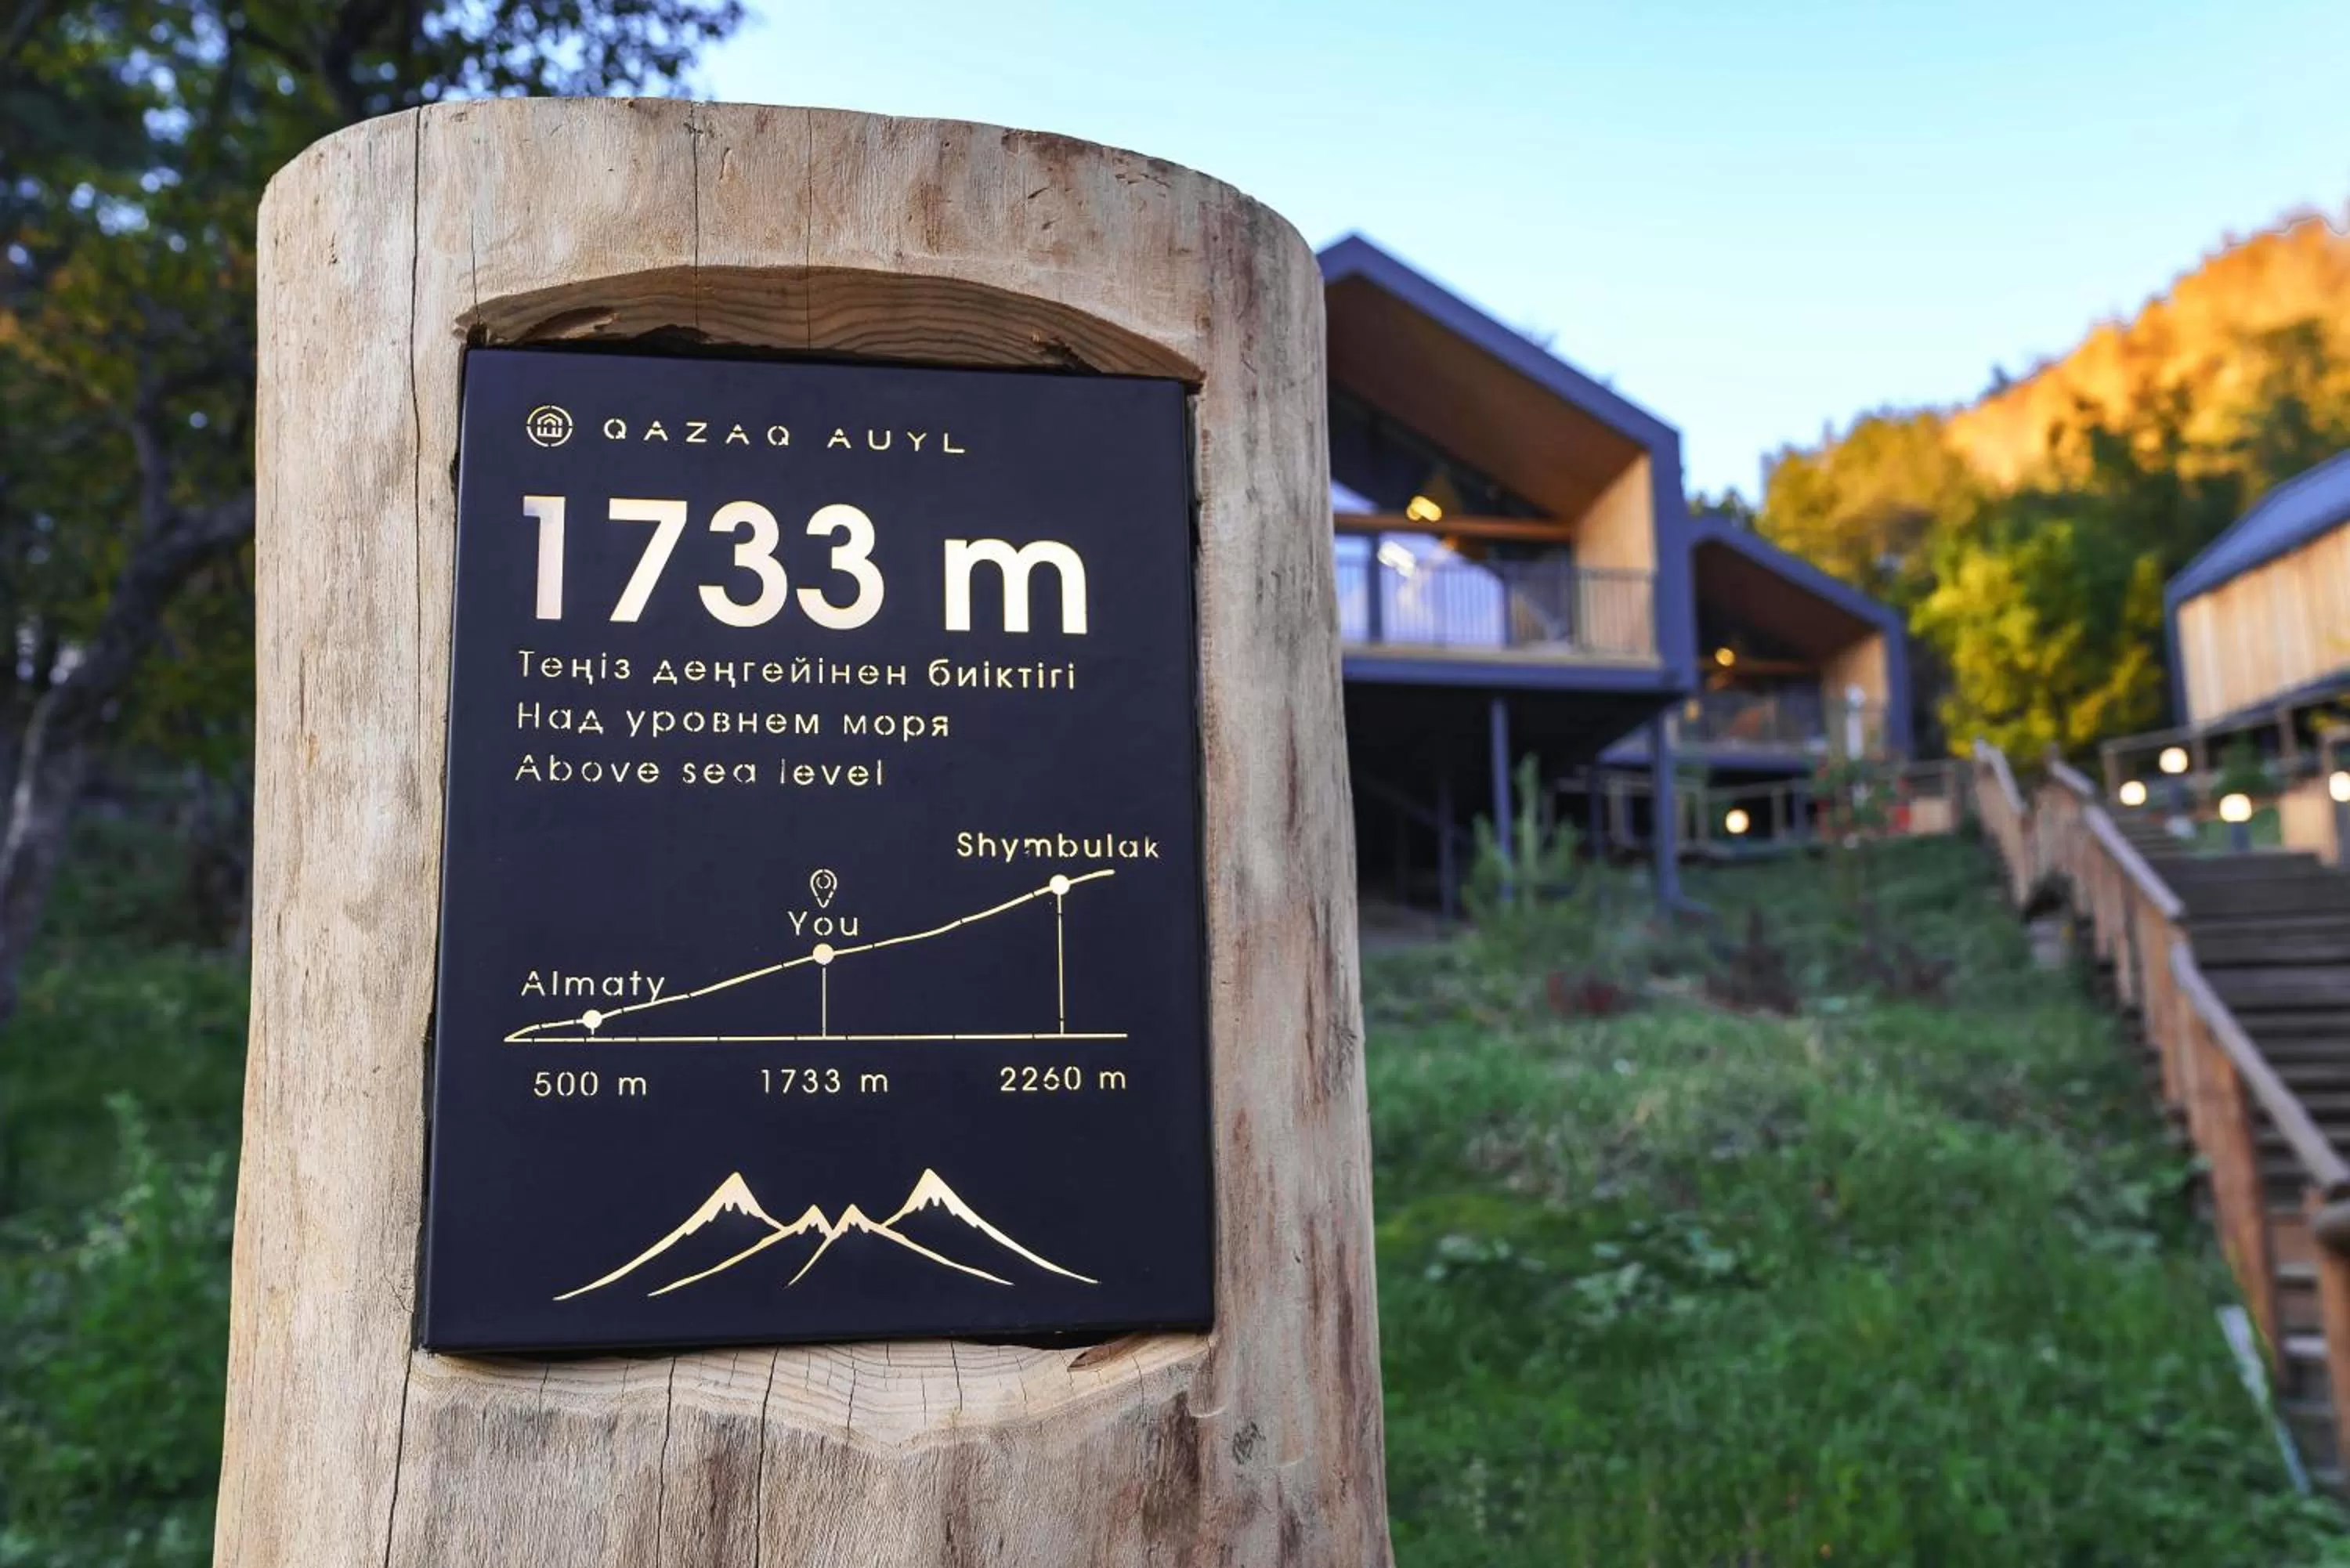 QAZAQ AUYL
1733 m
Теңіз деңгейінен биіктігі
Над уровнем моря
Above sea level
Shymbulak
You
Almaty
500 m 1733 m 2260 m